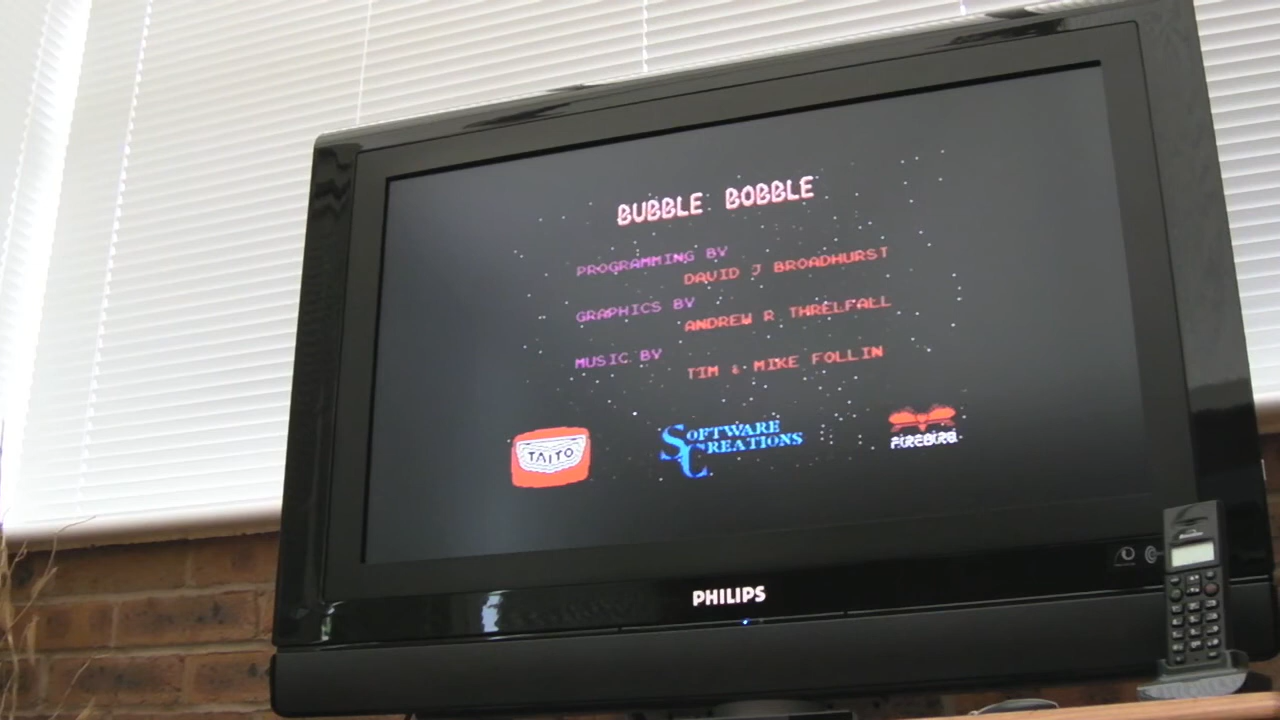 BUBBLE BOBBLE
PROGRAMMING BY
DAVID J BROADHURST
GRAPHICS BY
ANDREW R THRELFALL
MUSIC BY
TIM & MIKE FOLLIN
TAITO
SOFTWARE
CREATIONS
FIREBIRD
PHILIPS